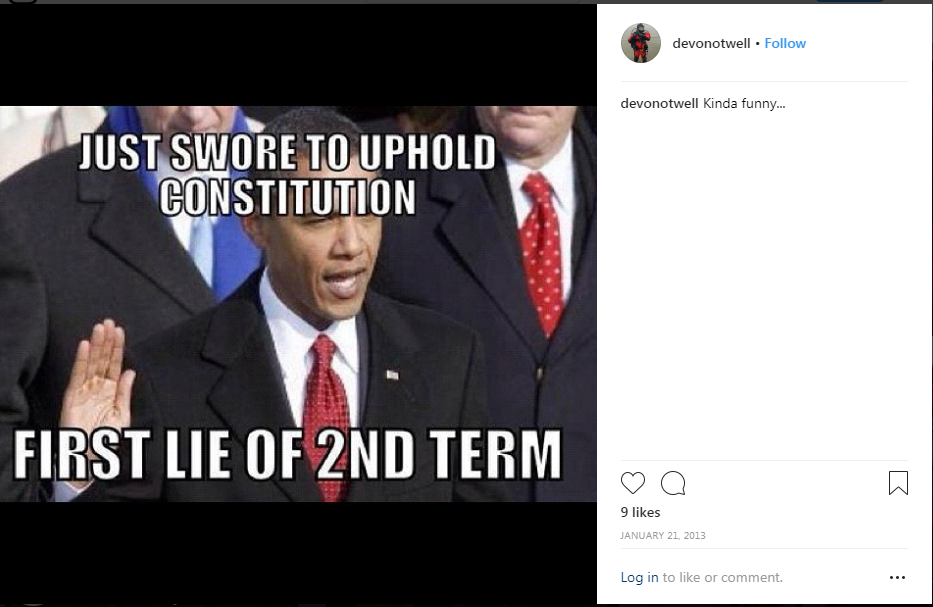 JUST SWORE TO UPHOLD
CONSTITUTION
FIRST LIE OF 2ND TERM
devonotwell • Follow
devonotwell Kinda funny...
9 likes
JANUARY 21, 2013
Log in to like or comment.